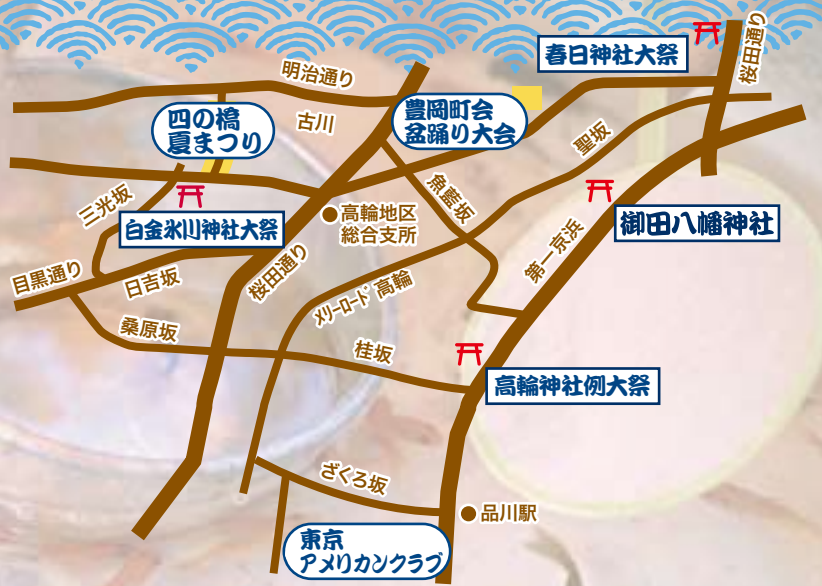 春日神社大祭
桜田通り
明治通り
四の橋
夏まつり
古川
豊岡町会
盆踊り大会
聖坂
魚籃坂
三光坂
高輪地区
総合支所
白金氷川神社大祭
御田八幡神社
第一京浜
目黒通り
日吉坂
桜田通り
メリーロード高輪
桑原坂
桂坂
高輪神社例大祭
ざくろ坂
品川駅
東京
アメリカンクラブ